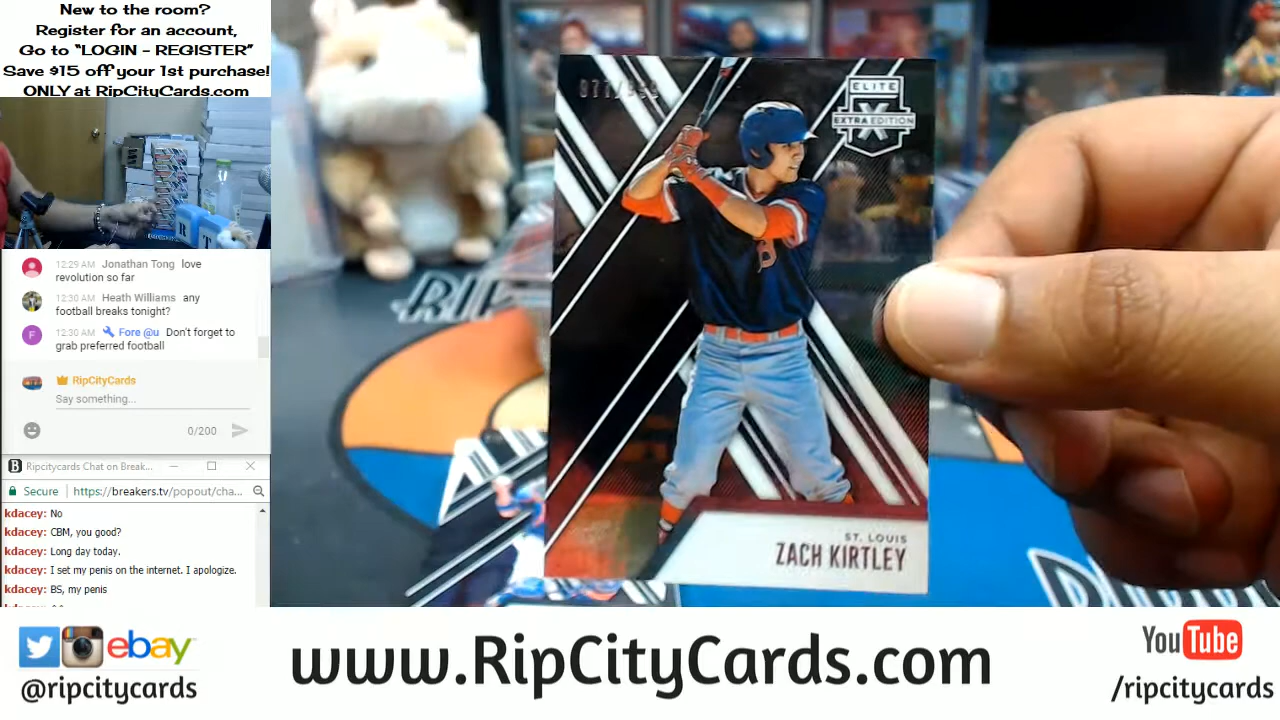 New to the room?
Register for an account,
Go to “LOGIN - REGISTER”
Save $15 off your 1st purchase!
ONLY at RipCityCards.com
12:29 AM Jonathan Tong love
revolution so far
12:30 AM Heath Williams any
football breaks tonight?
F 12:30 AM Fore @u Don't forget to
grab preferred football
RipCityCards
Say something...
0/200
B Ripcitycards Chat on Break...
Secure https://breakers.tv/popout/cha...
kdacey: No
kdacey: CBM, you good?
kdacey: Long day today.
kdacey: I set my penis on the internet. I apologize.
kdacey: BS, my penis
R T
ELITE
X
EXTRA EDITION
B
ST. LOUIS
ZACH KIRTLEY
ebay
@ripcitycards
www.RipCityCards.com
YouTube
/ripcitycards